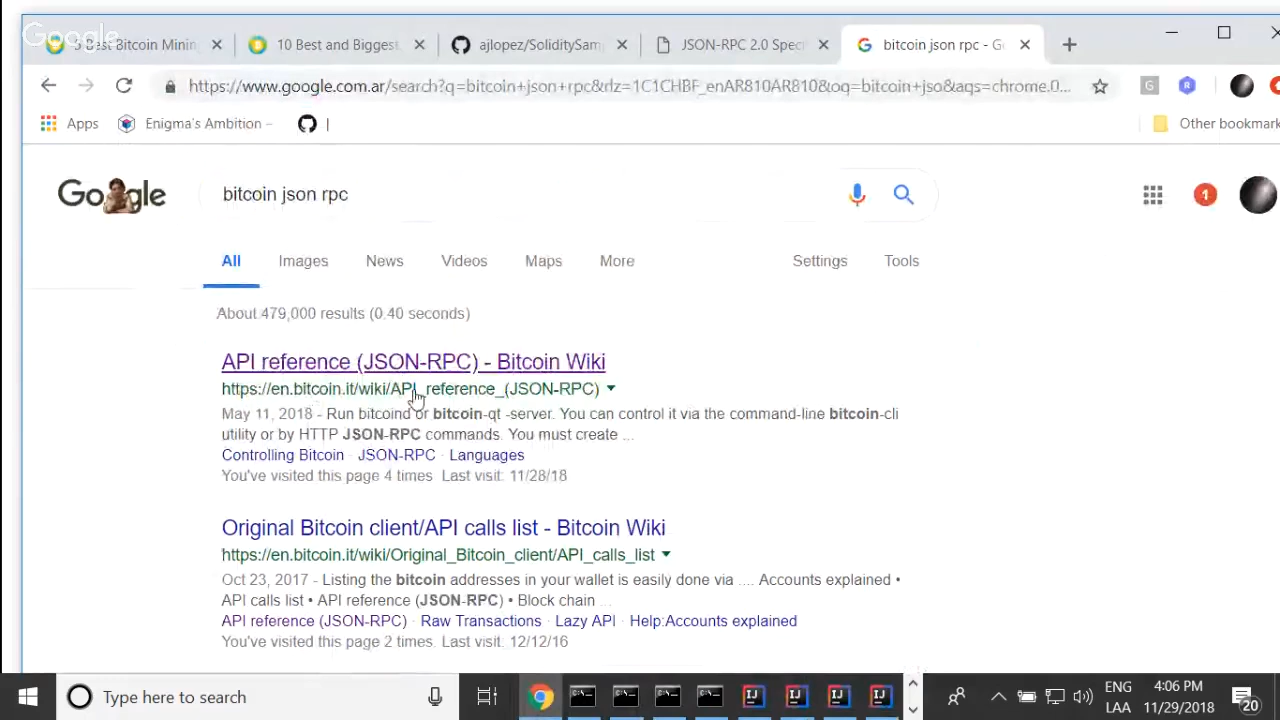 Google
5 Best Bitcoin Mining
10 Best and Biggest
ajlopez/SoliditySamp
JSON-RPC 2.0 Speci
bitcoin json rpc - Go
https://www.google.com.ar/search?q=bitcoin+json+rpc&rlz=1C1CHBF_enAR810AR810&oq=bitcoin+jso&aqs=chrome.0...
Apps
Enigma's Ambition –
|
Other bookmark
Google
bitcoin json rpc
1
All
Images
News
Videos
Maps
More
Settings
Tools
About 479,000 results (0.40 seconds)
API reference (JSON-RPC) - Bitcoin Wiki
https://en.bitcoin.it/wiki/API_reference_(JSON-RPC)
May 11, 2018 - Run bitcoind or bitcoin-qt -server. You can control it via the command-line bitcoin-cli
utility or by HTTP JSON-RPC commands. You must create ...
Controlling Bitcoin · JSON-RPC · Languages
You've visited this page 4 times. Last visit: 11/28/18
Original Bitcoin client/API calls list - Bitcoin Wiki
https://en.bitcoin.it/wiki/Original_Bitcoin_client/API_calls_list
Oct 23, 2017 - Listing the bitcoin addresses in your wallet is easily done via .... Accounts explained •
API calls list • API reference (JSON-RPC) • Block chain ...
API reference (JSON-RPC) · Raw Transactions · Lazy API · Help:Accounts explained
You've visited this page 2 times. Last visit: 12/12/16
Type here to search
ENG
LAA
4:06 PM
11/29/2018
20